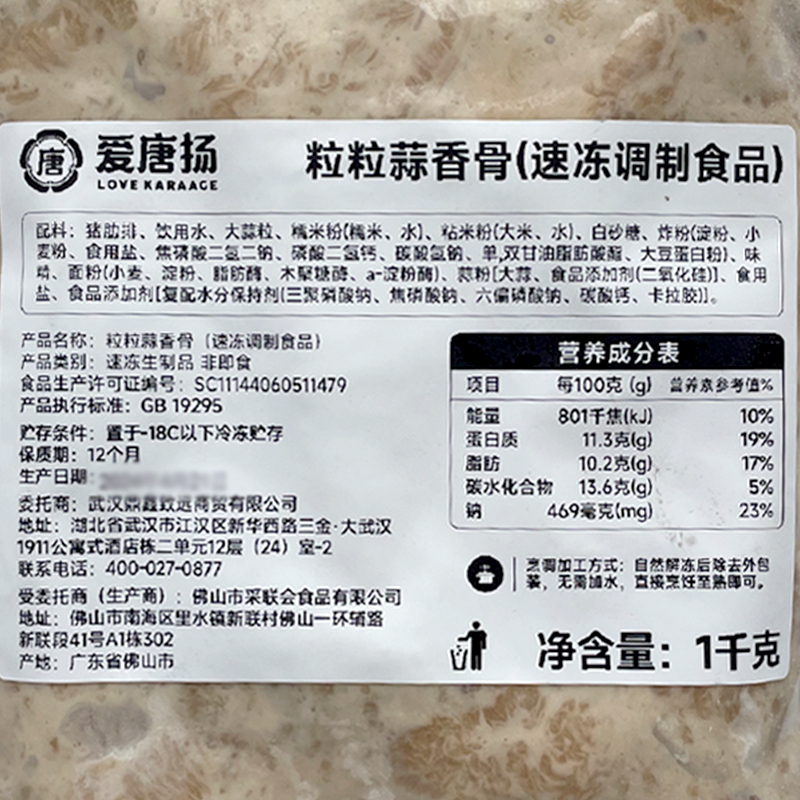 唐
爱唐扬
LOVE KARAAGE
粒粒蒜香骨(速冻调制食品)
配料：猪肋排、饮用水、大蒜粒、糯米粉(糯米、水)、粘米粉(大米、水)、白砂糖、炸粉(淀粉、小
麦粉、食用盐、焦磷酸二氢二钠、磷酸二氢钙、碳酸氢钠、单,双甘油脂肪酸酯、大豆蛋白粉)、味
精、面粉(小麦、淀粉、脂肪酶、木聚糖酶、a-淀粉酶)、蒜粉[大蒜、食品添加剂(二氧化硅)]、食用
盐、食品添加剂[复配水分保持剂(三聚磷酸钠、焦磷酸钠、六偏磷酸钠、碳酸钙、卡拉胶)]。
产品名称：粒粒蒜香骨（速冻调制食品）
产品类别：速冻生制品 非即食
食品生产许可证编号：SC11144060511479
产品执行标准：GB 19295
贮存条件：置于-18C以下冷冻贮存
保质期：12个月
生产日期：
委托商：武汉鼎鑫致远商贸有限公司
地址：湖北省武汉市江汉区新华西路三金·大武汉
1911公寓式酒店栋二单元12层（24）室-2
联系电话：400-027-0877
受委托商（生产商）：佛山市采联会食品有限公司
地址：佛山市南海区里水镇新联村佛山一环辅路
新联段41号A1栋302
产地：广东省佛山市
营养成分表
项目 每100克 (g) 营养素参考值%
能量 801千焦(kJ) 10%
蛋白质 11.3克(g) 19%
脂肪 10.2克(g) 17%
碳水化合物 13.6克(g) 5%
钠 469毫克(mg) 23%
烹调加工方式：自然解冻后除去外包
装，无需加水，直接烹饪至熟即可。
净含量：1千克